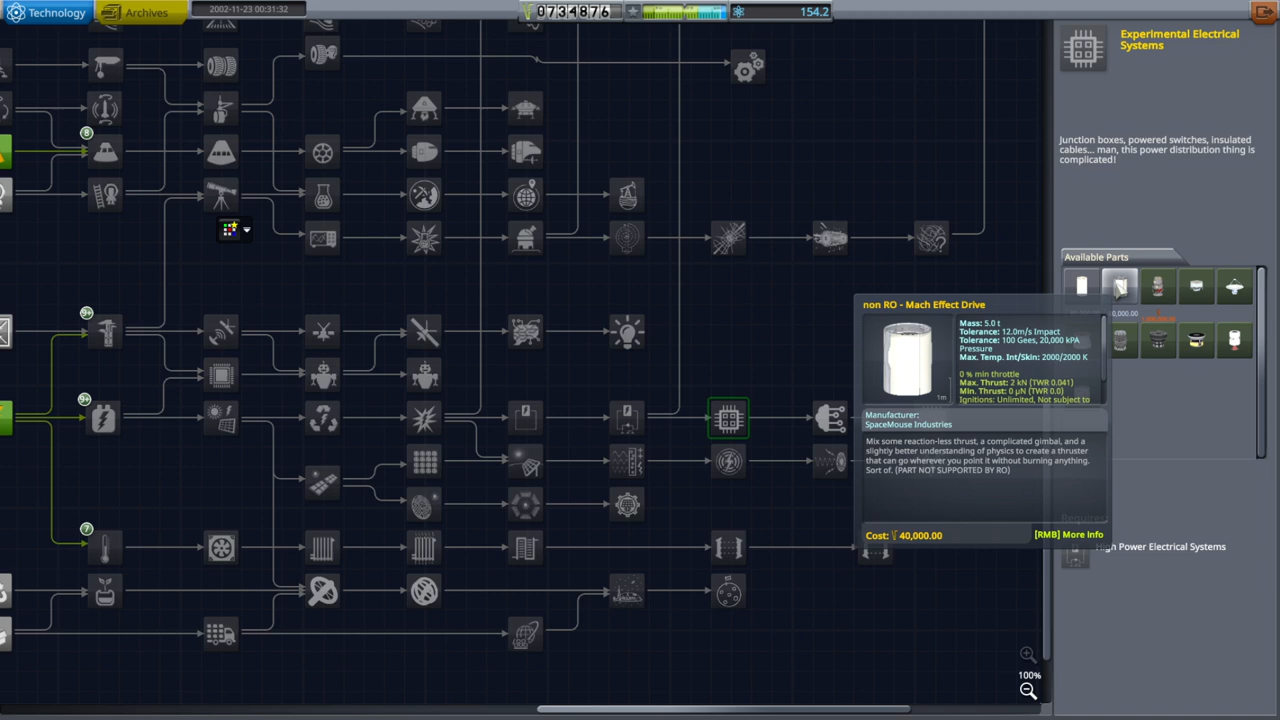 Technology
Archives
2002-11-23 00:31:32
0734876
154.2
Experimental Electrical
Systems
Junction boxes, powered switches, insulated
cables... man, this power distribution thing is
complicated!
8
9+
9+
7
Available Parts
non RO - Mach Effect Drive
Mass: 5.0 t
Tolerance: 12.0m/s Impact
Tolerance: 100 Gees, 20,000 kPA
Pressure
Max. Temp. Int/Skin: 2000/2000 K
0 % min throttle
Max. Thrust: 2 kN (TWR 0.041)
Min. Thrust: 0 µN (TWR 0.0)
Ignitions: Unlimited, Not subject to
1m
Manufacturer:
SpaceMouse Industries
Mix some reaction-less thrust, a complicated gimbal, and a
slightly better understanding of physics to create a thruster
that can go wherever you point it without burning anything.
Sort of. (PART NOT SUPPORTED BY RO)
Cost: 40,000.00
[RMB] More Info
Requires
High Power Electrical Systems
100%